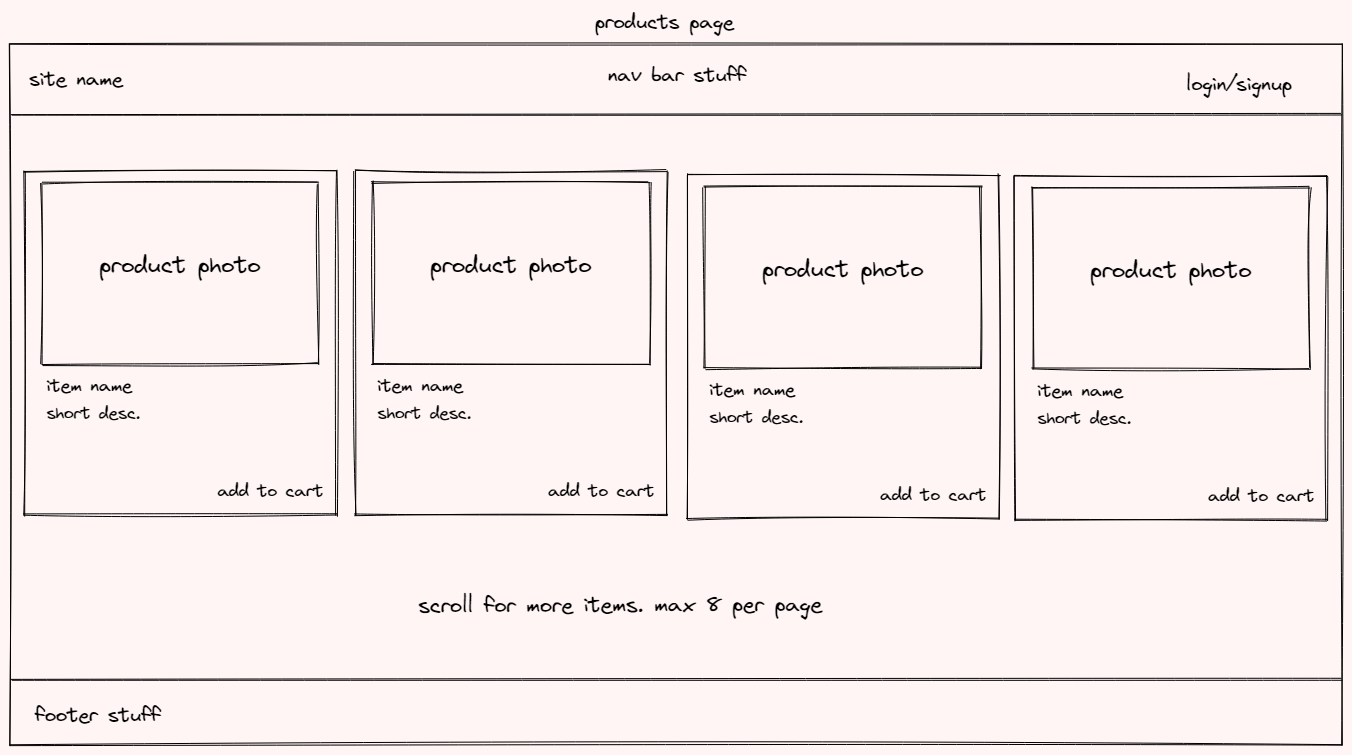 products page
site name
nav bar stuff
login/signup
product photo
item name
short desc.
add to cart
product photo
item name
short desc.
add to cart
product photo
item name
short desc.
add to cart
product photo
item name
short desc.
add to cart
scroll for more items. max 8 per page
footer stuff